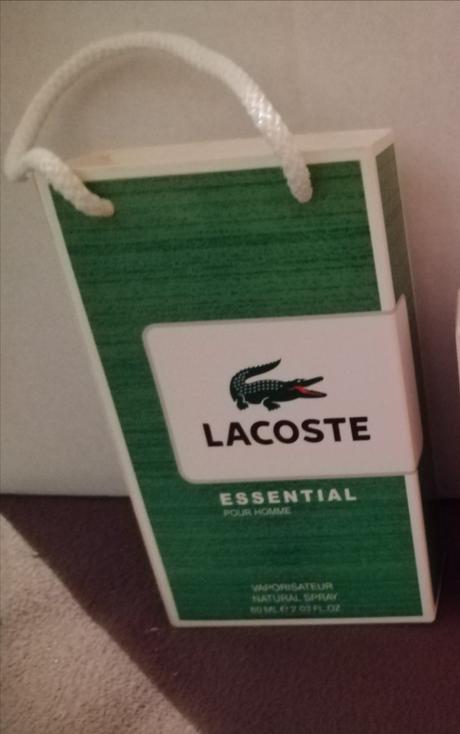 LACOSTE
ESSENTIAL
POUR HOMME
VAPORISATEUR
NATURAL SPRAY
60 ML e 2.03 FL.OZ